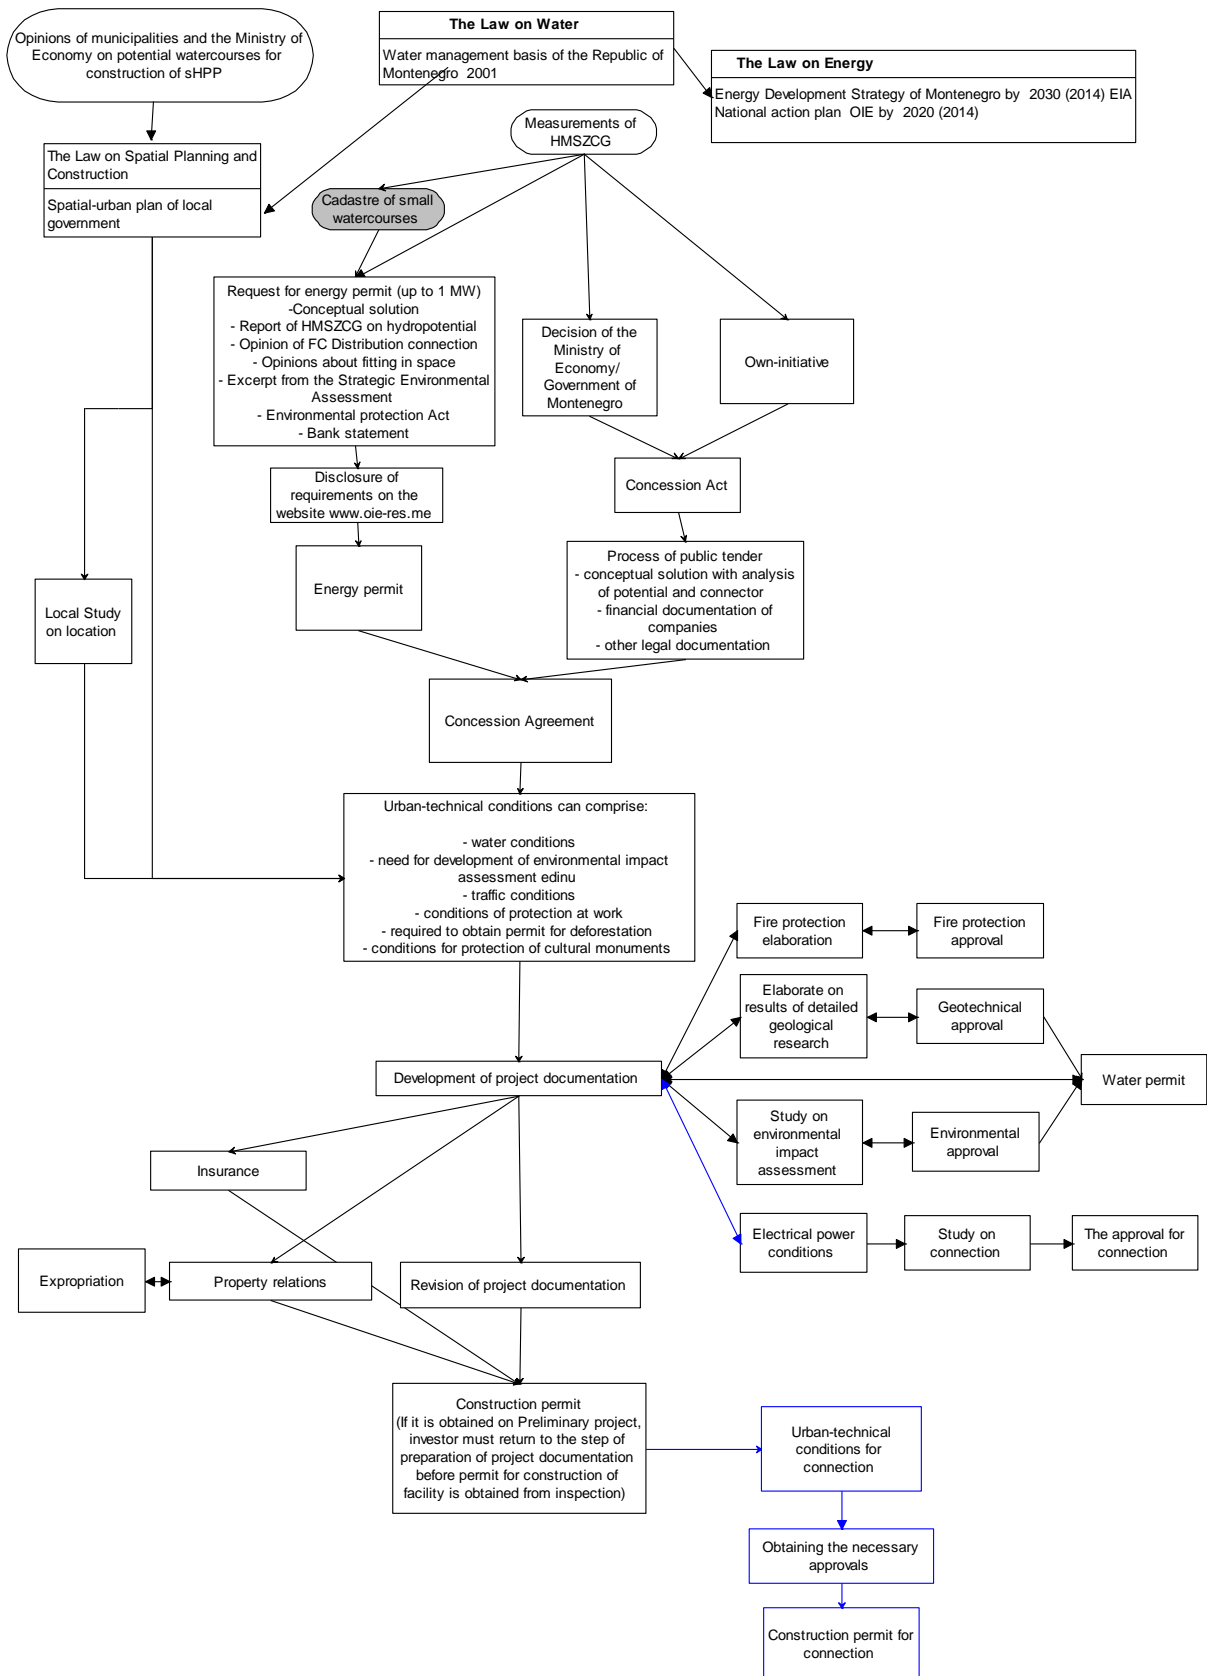 Opinions of municipalities and the Ministry of
Economy on potential watercourses for
construction of sHPP
The Law on Water
Water management basis of the Republic of
Montenegro 2001
The Law on Energy
Energy Development Strategy of Montenegro by 2030 (2014) EIA
National action plan OIE by 2020 (2014)
Measurements of
HMSZCG
The Law on Spatial Planning and
Construction
Spatial-urban plan of local
government
Cadastre of small
watercourses
Request for energy permit (up to 1 MW)
-Conceptual solution
- Report of HMSZCG on hydropotential
- Opinion of FC Distribution connection
- Opinions about fitting in space
- Excerpt from the Strategic Environmental
Assessment
- Environmental protection Act
- Bank statement
Decision of the
Ministry of
Economy/
Government of
Montenegro
Own-initiative
Concession Act
Disclosure of
requirements on the
website www.oie-res.me
Process of public tender
- conceptual solution with analysis
of potential and connector
- financial documentation of
companies
- other legal documentation
Energy permit
Local Study
on location
Concession Agreement
Urban-technical conditions can comprise:
- water conditions
- need for development of environmental impact
assessment edinu
- traffic conditions
- conditions of protection at work
- required to obtain permit for deforestation
- conditions for protection of cultural monuments
Fire protection
elaboration
Fire protection
approval
Elaborate on
results of detailed
geological
research
Geotechnical
approval
Development of project documentation
Water permit
Study on
environmental
impact
assessment
Environmental
approval
Insurance
Electrical power
conditions
Study on
connection
The approval for
connection
Expropriation
Property relations
Revision of project documentation
Construction permit
(If it is obtained on Preliminary project,
investor must return to the step of
preparation of project documentation
before permit for construction of
facility is obtained from inspection)
Urban-technical
conditions for
connection
Obtaining the necessary
approvals
Construction permit for
connection